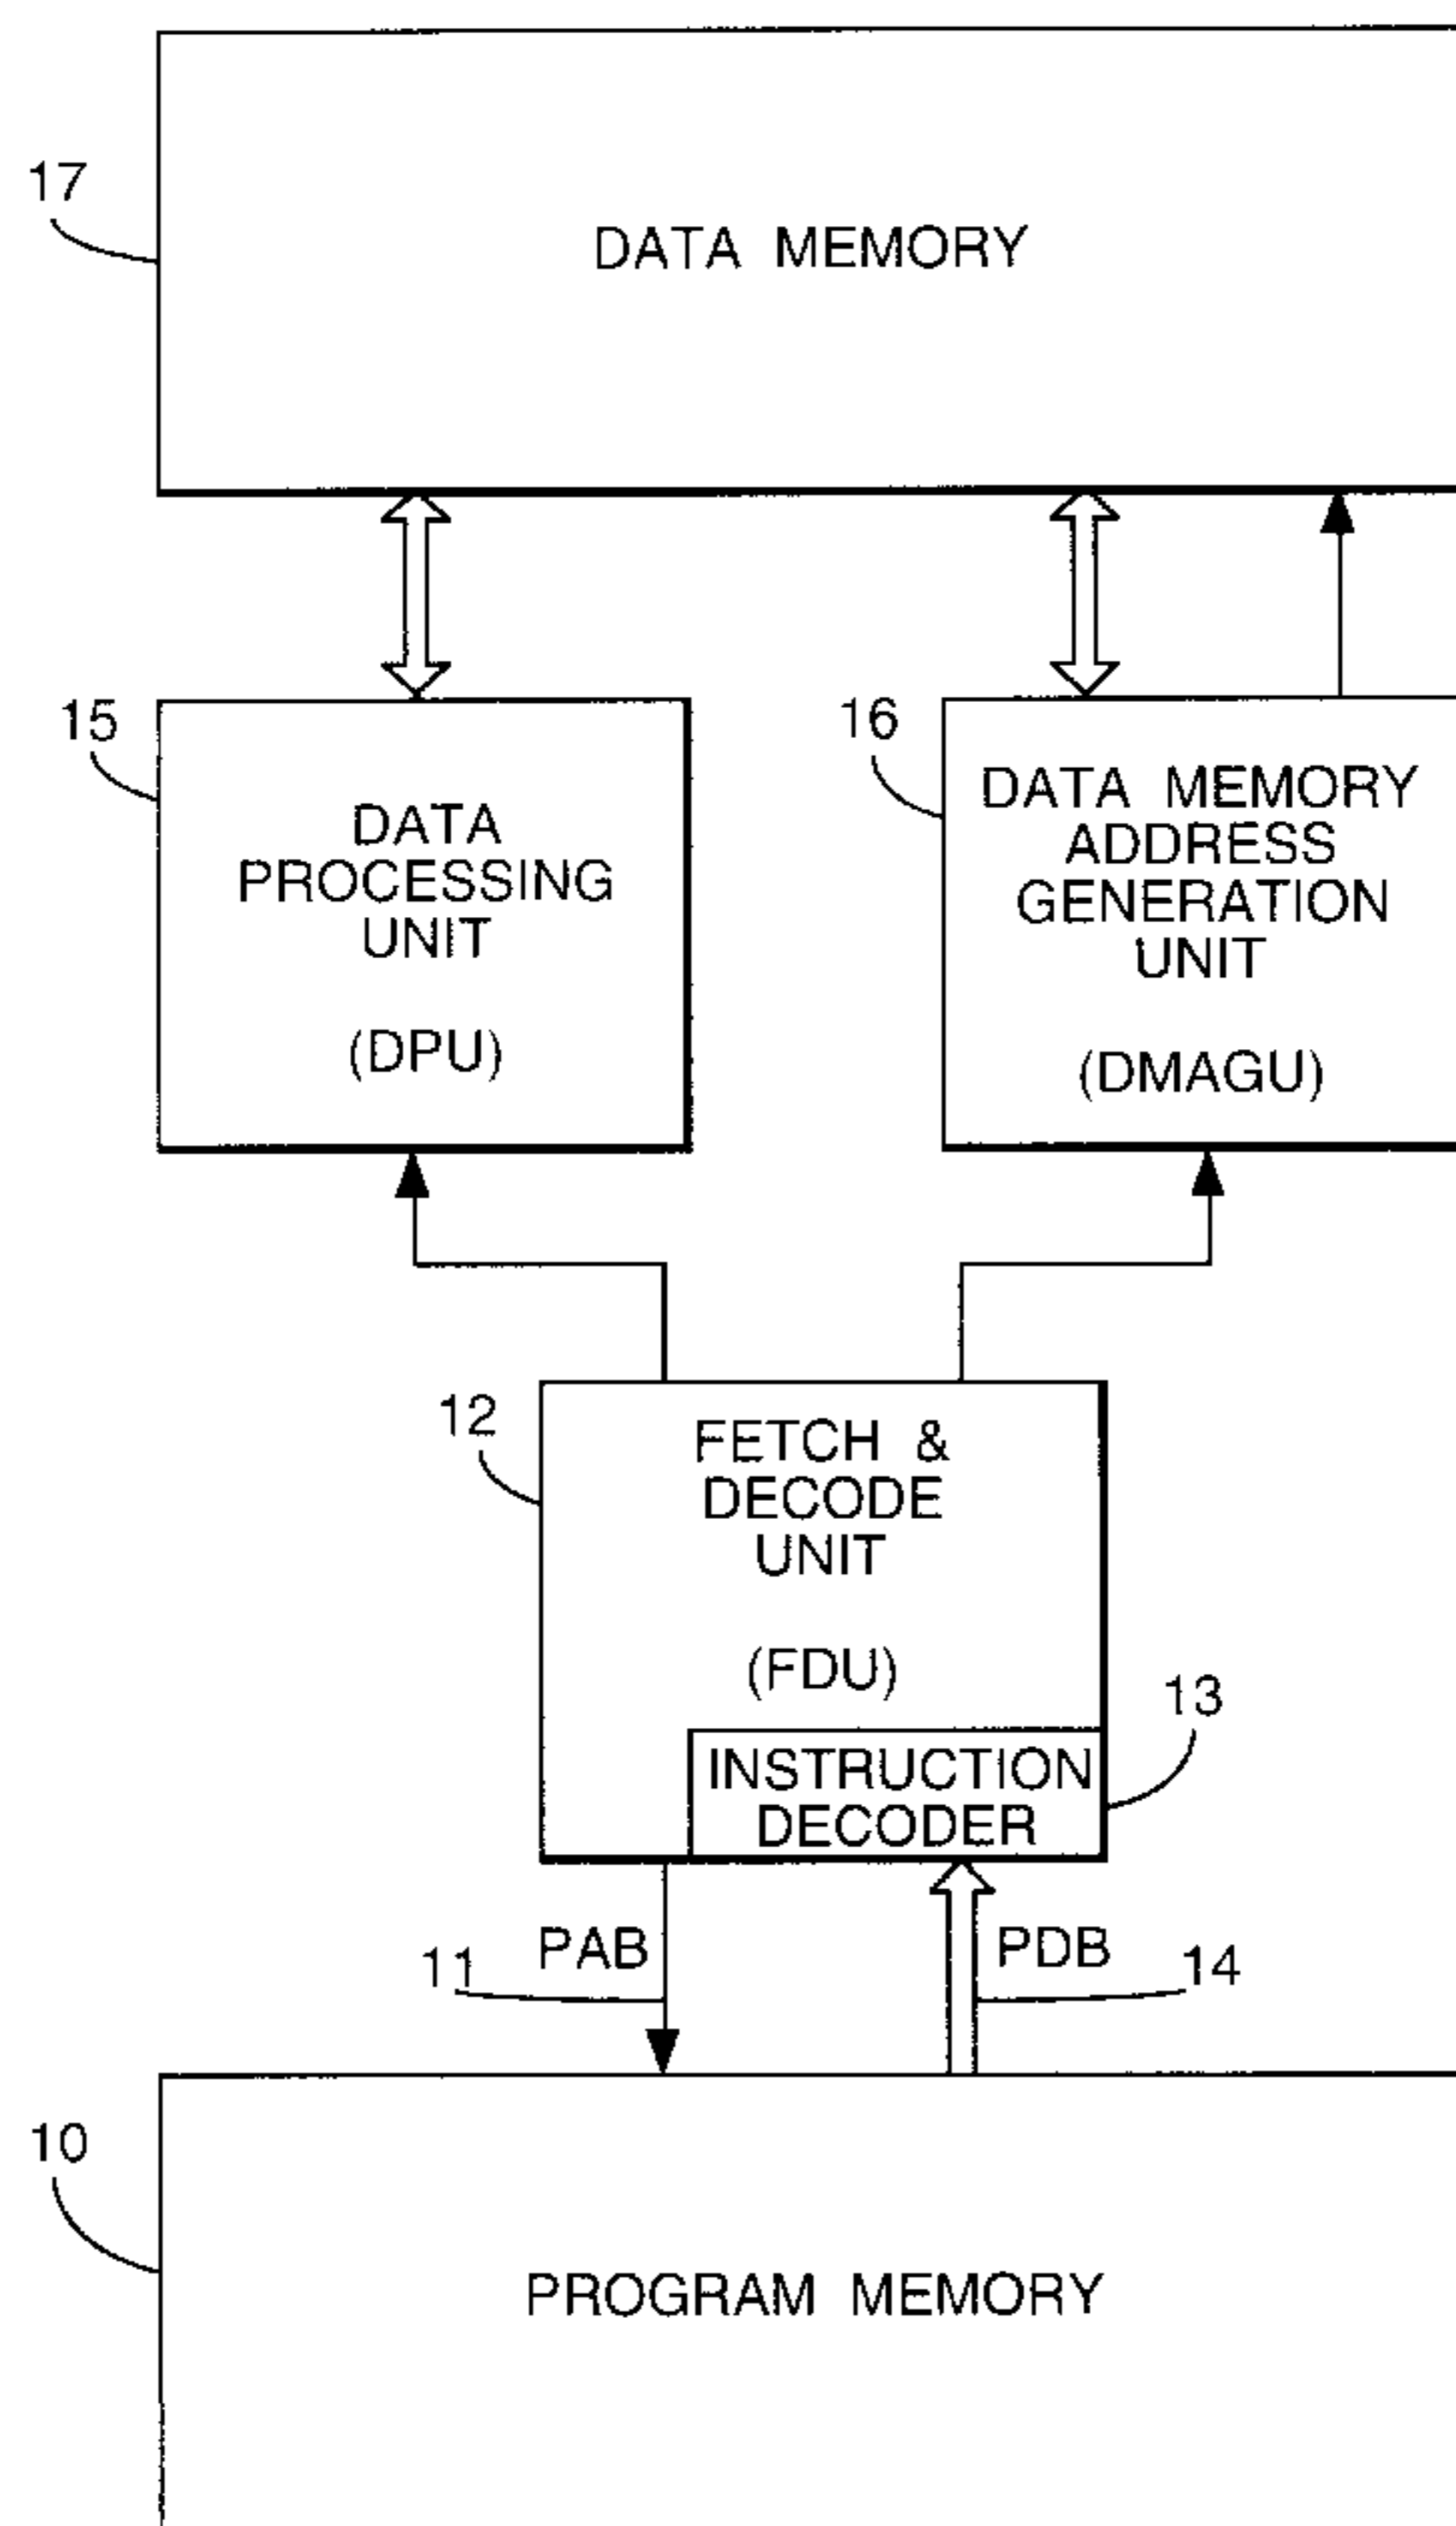 17
DATA MEMORY
15
DATA
PROCESSING
UNIT
(DPU)
16
DATA MEMORY
ADDRESS
GENERATION
UNIT
(DMAGU)
12
FETCH &
DECODE
UNIT
(FDU)
13
INSTRUCTION
DECODER
11
PAB
PDB
14
10
PROGRAM MEMORY